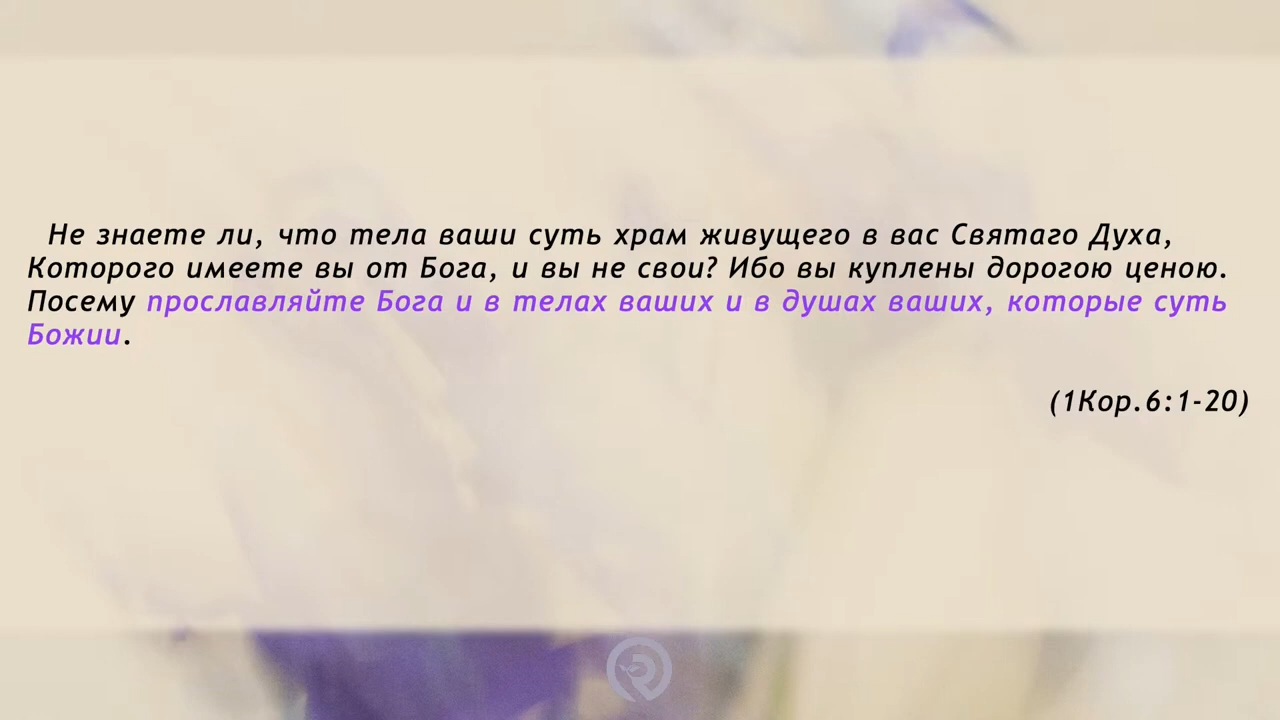 Не знаете ли, что тела ваши суть храм живущего в вас Святаго Духа,
Которого имеете вы от Бога, и вы не свои? Ибо вы куплены дорогою ценою.
Посему прославляйте Бога и в телах ваших и в душах ваших, которые суть
Божии.
(1Кор.6:1-20)